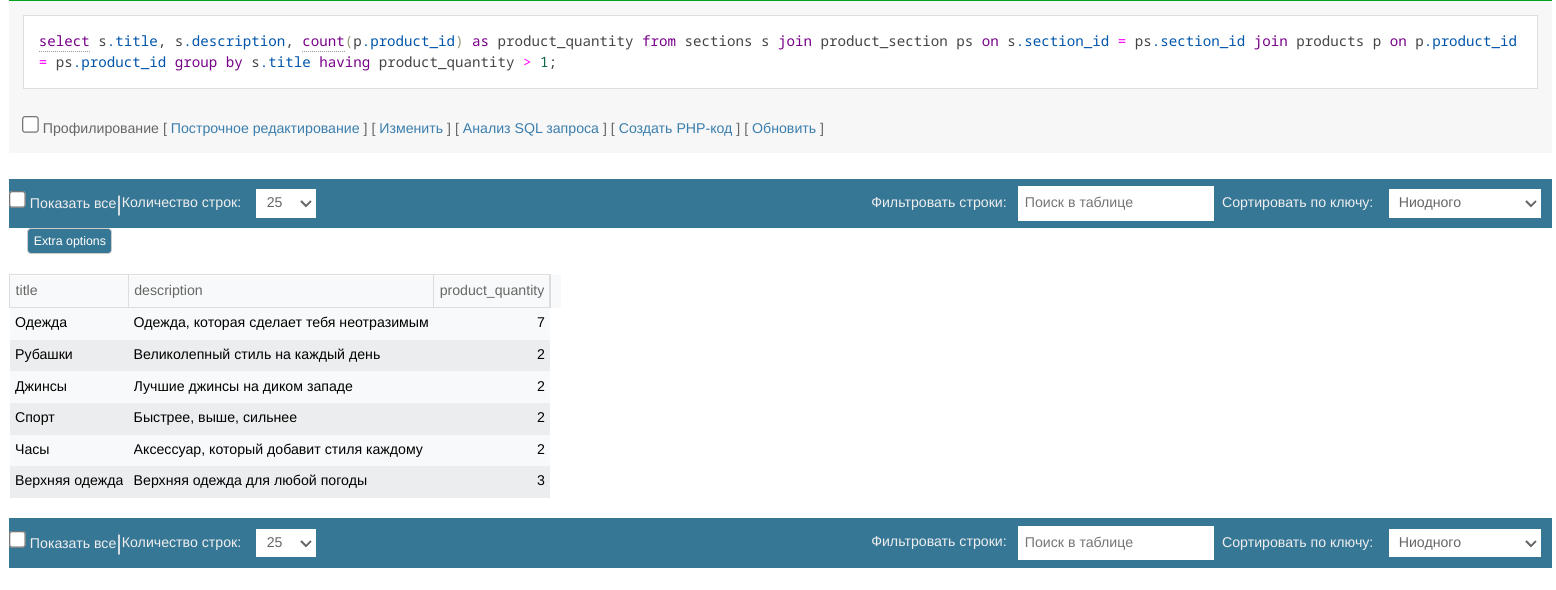 select s.title, s.description, count(p.product_id) as product_quantity from sections s join product_section ps on s.section_id = ps.section_id join products p on p.product_id
= ps.product_id group by s.title having product_quantity > 1;
Профилирование [ Построчное редактирование ] [ Изменить ] [ Анализ SQL запроса ] [ Создать PHP-код ] [ Обновить ]
Показать все Количество строк: 25 Фильтровать строки: Поиск в таблице Сортировать по ключу: Ниодного
Extra options
title description product_quantity
Одежда Одежда, которая сделает тебя неотразимым 7
Рубашки Великолепный стиль на каждый день 2
Джинсы Лучшие джинсы на диком западе 2
Спорт Быстрее, выше, сильнее 2
Часы Аксессуар, который добавит стиля каждому 2
Верхняя одежда Верхняя одежда для любой погоды 3
Показать все Количество строк: 25 Фильтровать строки: Поиск в таблице Сортировать по ключу: Ниодного